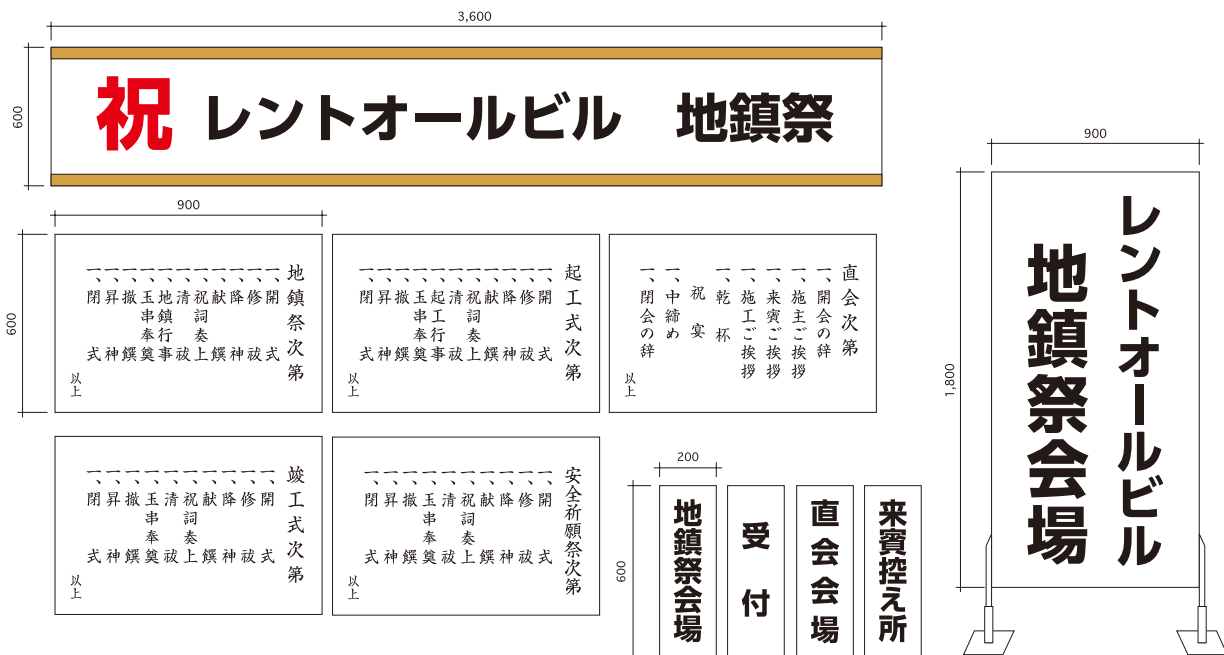 3,600
600
祝 レントオールビル 地鎮祭
900
600
地鎮祭次第
一、開式
一、修祓
一、降神
一、献饌
一、祝詞奏上
一、清祓
一、地鎮行事
一、玉串奉奠
一、撤饌
一、昇神
一、閉式
以上
起工式次第
一、開式
一、修祓
一、降神
一、献饌
一、祝詞奏上
一、清祓
一、起工行事
一、玉串奉奠
一、撤饌
一、昇神
一、閉式
以上
直会次第
一、開会の辞
一、施主ご挨拶
一、来賓ご挨拶
一、施工ご挨拶
一、乾杯
祝宴
一、中締め
一、閉会の辞
以上
竣工式次第
一、開式
一、修祓
一、降神
一、献饌
一、祝詞奏上
一、清祓
一、玉串奉奠
一、撤饌
一、昇神
一、閉式
以上
安全祈願祭次第
一、開式
一、修祓
一、降神
一、献饌
一、祝詞奏上
一、清祓
一、玉串奉奠
一、撤饌
一、昇神
一、閉式
以上
200
600
地鎮祭会場
受付
直会会場
来賓控え所
900
1,800
レントオールビル
地鎮祭会場